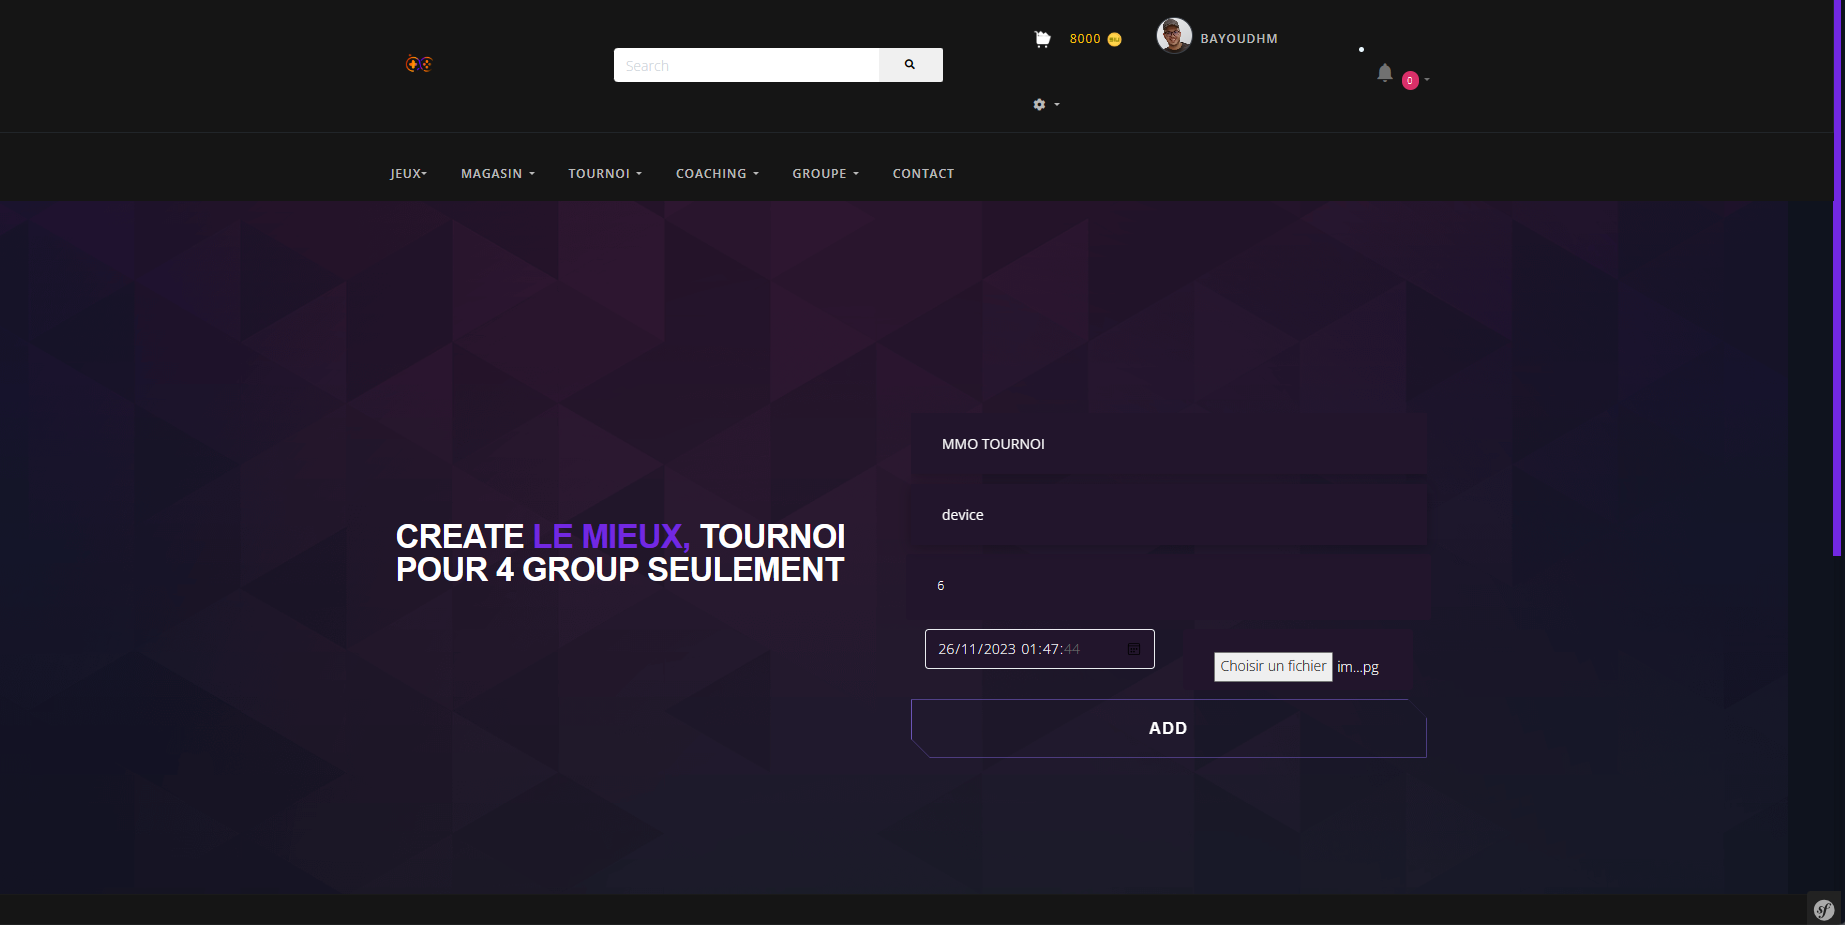 Search
8000
BAYOUDHM
0
JEUX
MAGASIN
TOURNOI
COACHING
GROUPE
CONTACT
MMO TOURNOI
device
CREATE LE MIEUX, TOURNOI
POUR 4 GROUP SEULEMENT
6
26/11/2023 01:47:44
Choisir un fichier im...pg
ADD
sf